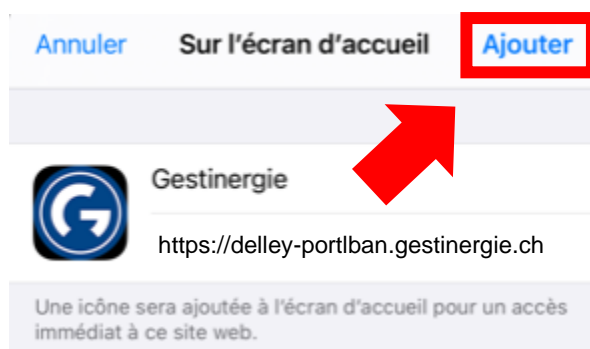 Annuler Sur l'écran d'accueil Ajouter
G
Gestinergie
https://delley-portlban.gestinergie.ch
Une icône sera ajoutée à l'écran d'accueil pour un accès
immédiat à ce site web.